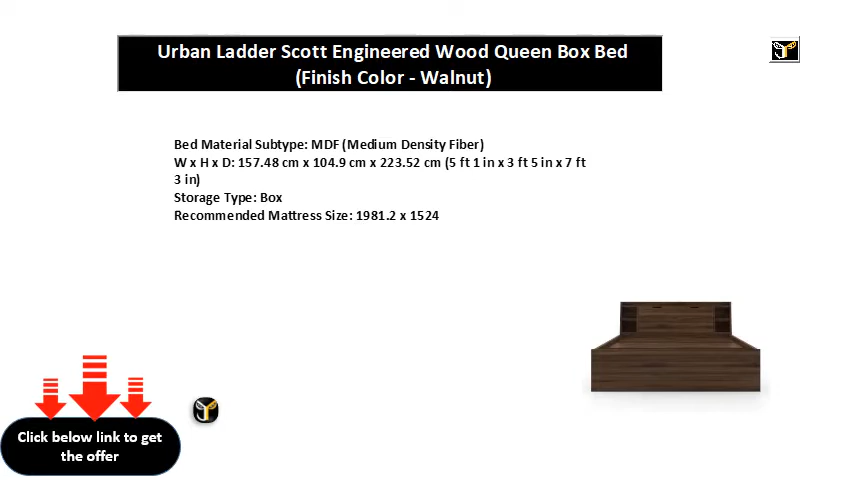 Urban Ladder Scott Engineered Wood Queen Box Bed
(Finish Color - Walnut)
Bed Material Subtype: MDF (Medium Density Fiber)
W x H x D: 157.48 cm x 104.9 cm x 223.52 cm (5 ft 1 in x 3 ft 5 in x 7 ft
3 in)
Storage Type: Box
Recommended Mattress Size: 1981.2 x 1524
Click below link to get
the offer